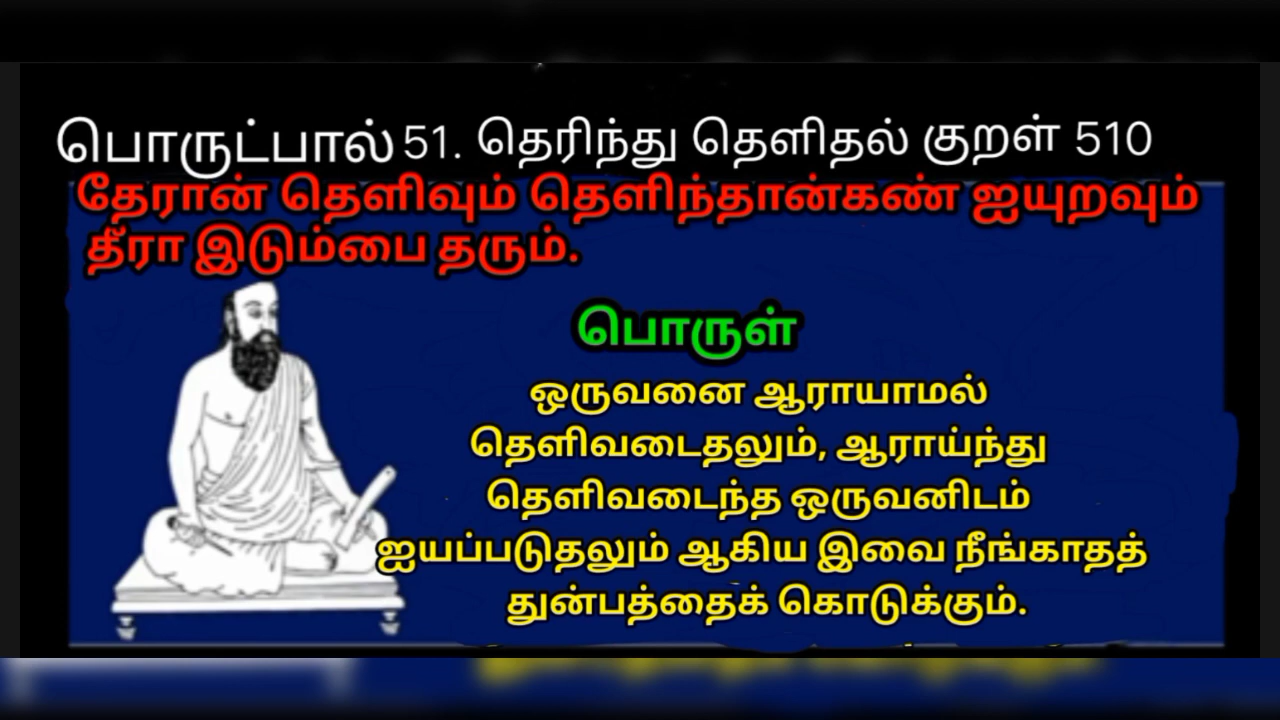 பொருட்பால் 51. தெரிந்து தெளிதல் குறள் 510
தேரான் தெளிவும் தெளிந்தான்கண் ஐயுறவும்
தீரா இடும்பை தரும்.
பொருள்
ஒருவனை ஆராயாமல்
தெளிவடைதலும், ஆராய்ந்து
தெளிவடைந்த ஒருவனிடம்
ஐயப்படுதலும் ஆகிய இவை நீங்காதத்
துன்பத்தைக் கொடுக்கும்.